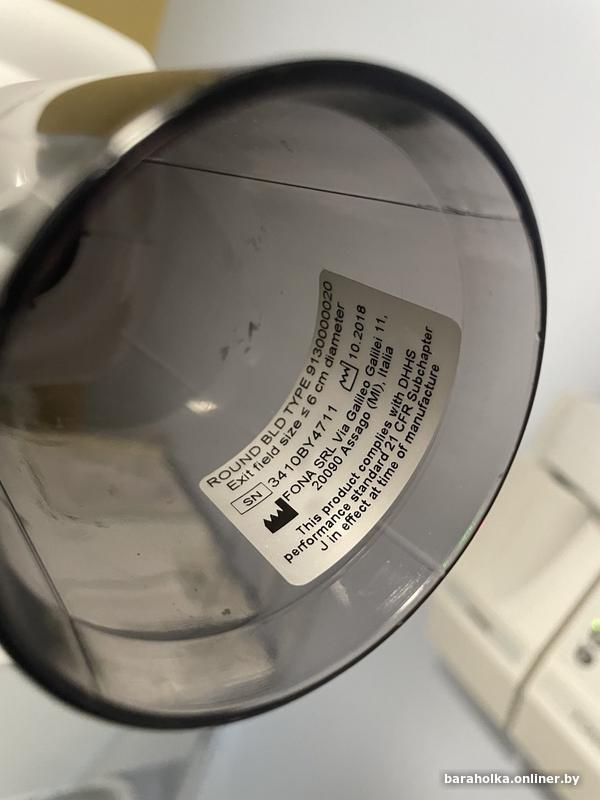 ROUND BLD TYPE 9130000020
Exit field size ≤ 6 cm diameter
SN 3410BY4711 10.2018
FONA SRL Via Galileo Galilei 11,
20090 Assago (MI), Italia
This product complies with DHHS
performance standard 21 CFR Subchapter
J in effect at time of manufacture
baraholka.onliner.by